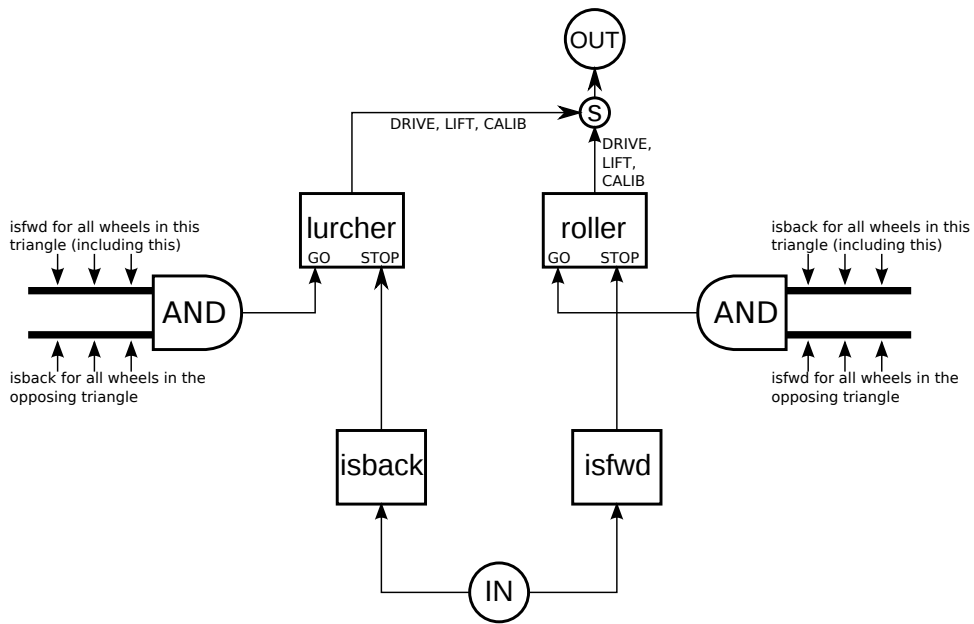 OUT
S
DRIVE, LIFT, CALIB
DRIVE,
LIFT,
CALIB
lurcher
GO STOP
roller
GO STOP
isfwd for all wheels in this
triangle (including this)
AND
isback for all wheels in the
opposing triangle
isback for all wheels in this
triangle (including this)
AND
isfwd for all wheels in the
opposing triangle
isback
isfwd
IN